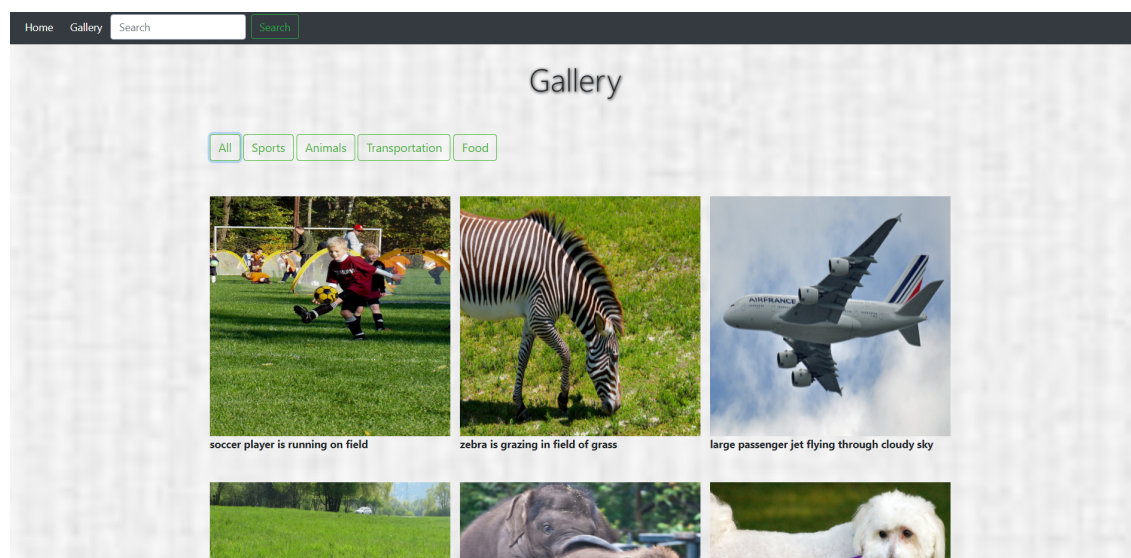 Home Gallery Search Search
Gallery
All Sports Animals Transportation Food
AIRFRANCE
soccer player is running on field
zebra is grazing in field of grass
large passenger jet flying through cloudy sky